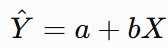 Ŷ = a + bX